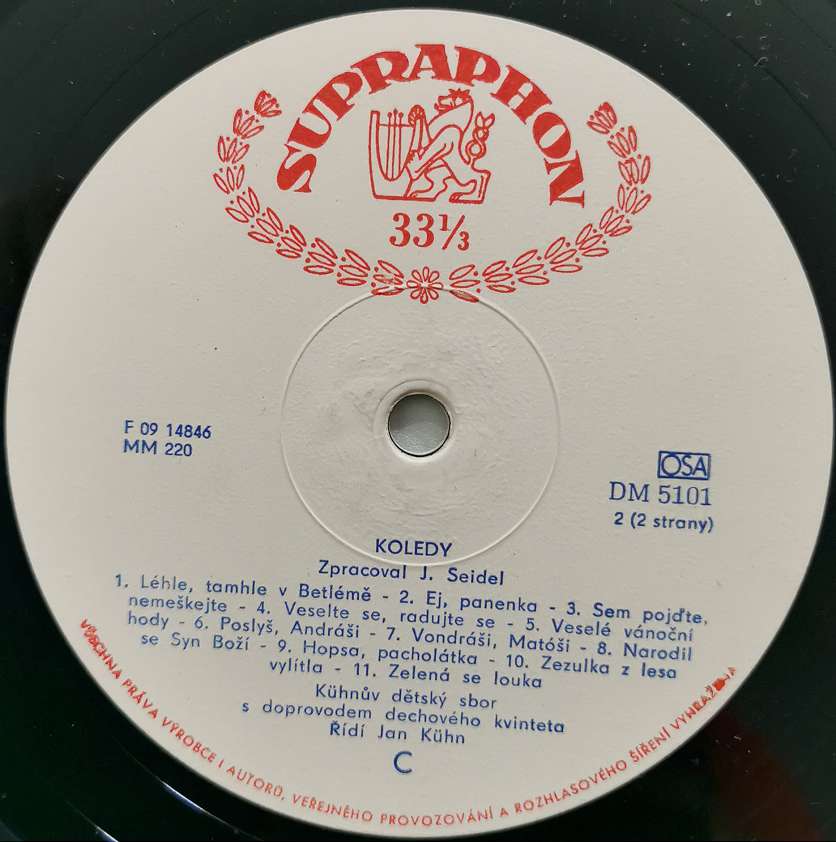 SUPRAPHON
33⅓
F 09 14846
MM 220
OSA
DM 5101
2 (2 strany)
KOLEDY
Zpracoval J. Seidel
1. Léhle, tamhle v Betlémě - 2. Ej, panenka - 3. Sem pojďte,
nemeškejte - 4. Veselte se, radujte se - 5. Veselé vánoční
hody - 6. Poslyš, Andráši - 7. Vondráši, Matóši - 8. Narodil
se Syn Boží - 9. Hopsa, pacholátka - 10. Zezulka z lesa
vylítla - 11. Zelená se louka
Kühnův dětský sbor
s doprovodem dechového kvinteta
Řídí Jan Kühn
C
VŠECHNA PRÁVA VÝROBCE I AUTORŮ, VEŘEJNÉHO PROVOZOVÁNÍ A ROZHLASOVÉHO ŠÍŘENÍ VYHRAŽENA